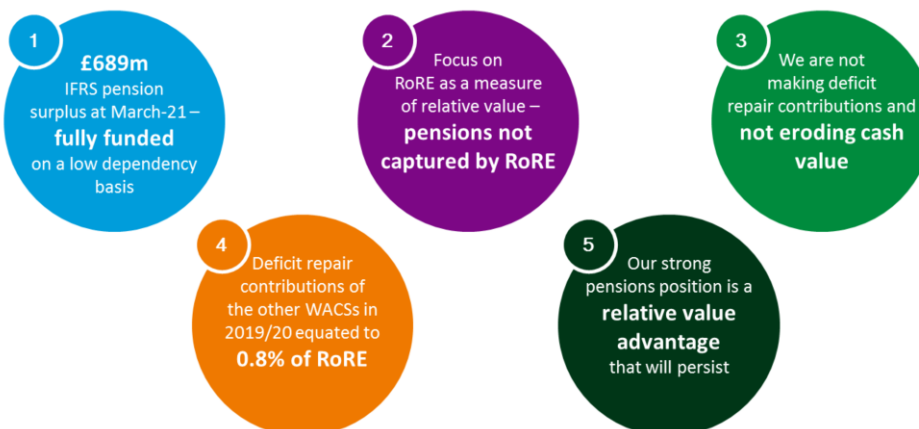 1
£689m
IFRS pension
surplus at March-21 –
fully funded
on a low dependency
basis
2
Focus on
RoRE as a measure
of relative value –
pensions not
captured by RoRE
3
We are not
making deficit
repair contributions and
not eroding cash
value
4
Deficit repair
contributions of
the other WACSs in
2019/20 equated to
0.8% of RoRE
5
Our strong
pensions position is a
relative value
advantage
that will persist